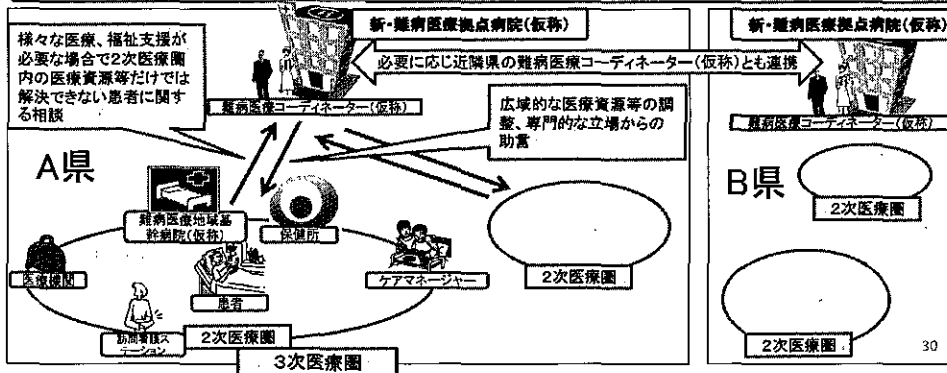 新・難病医療拠点病院(仮称)
様々な医療、福祉支援が
必要な場合で2次医療圏
内の医療資源等だけでは
解決できない患者に関す
る相談
必要に応じ近隣県の難病医療コーディネーター(仮称)とも連携
難病医療コーディネーター(仮称)
広域的な医療資源等の調
整、専門的な立場からの
助言
A県
難病医療地域基
幹病院(仮称)
保健所
医療機関
患者
ケアマネージャー
訪問看護ス
テーション
2次医療圏
3次医療圏
2次医療圏
新・難病医療拠点病院(仮称)
難病医療コーディネーター(仮称)
B県
2次医療圏
2次医療圏
30